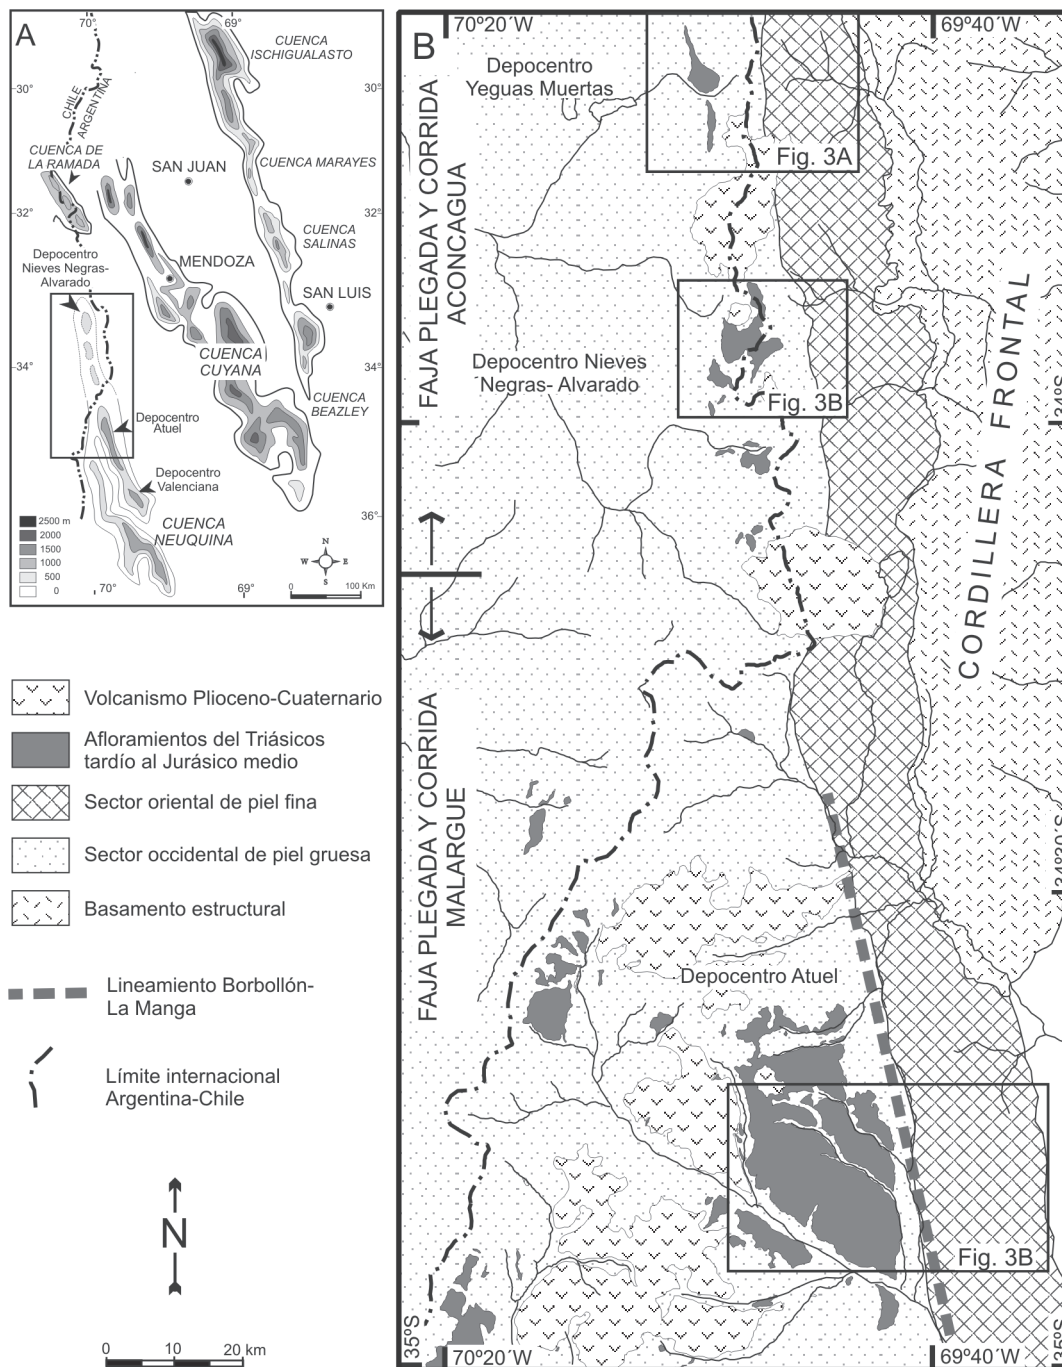 A
70°
69°
CUENCA
ISCHIGUALASTO
30°
30°
CHILE
ARGENTINA
CUENCA DE
LA RAMADA
SAN JUAN
CUENCA MARAYES
32°
32°
CUENCA
SALINAS
Depocentro
Nieves Negras-
Alvarado
MENDOZA
SAN LUIS
34°
34°
CUENCA
CUYANA
CUENCA
BEAZLEY
Depocentro
Atuel
Depocentro
Valenciana
CUENCA
NEUQUINA
36°
2500 m
2000
1500
1000
500
0
N
W E
S
0 100 Km
70°
69°
Volcanismo Plioceno-Cuaternario
Afloramientos del Triásicos
tardío al Jurásico medio
Sector oriental de piel fina
Sector occidental de piel gruesa
Basamento estructural
Lineamiento Borbollón-
La Manga
Límite internacional
Argentina-Chile
N
0 10 20 km
B
70°20´W
69°40´W
Depocentro
Yeguas Muertas
Fig. 3A
FAJA PLEGADA Y CORRIDA
ACONCAGUA
Depocentro Nieves
Negras- Alvarado
Fig. 3B
34°S
CORDILLERA FRONTAL
FAJA PLEGADA Y CORRIDA
MALARGUE
34°30'S
Depocentro Atuel
Fig. 3B
35°S
35°S
70°20´W
69°40´W